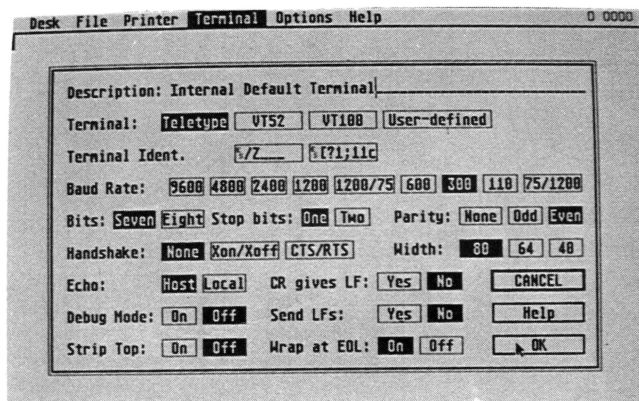 Desk File Printer Terminal Options Help D 0000
Description: Internal Default Terminal
Terminal: Teletype VT52 VT100 User-defined
Terminal Ident. %/Z___ %[?1;11c
Baud Rate: 9600 4800 2400 1200 1200/75 600 300 110 75/1200
Bits: Seven Eight Stop bits: One Two Parity: None Odd Even
Handshake: None Xon/Xoff CTS/RTS Width: 80 64 40
Echo: Host Local CR gives LF: Yes No CANCEL
Debug Mode: On Off Send LFs: Yes No Help
Strip Top: On Off Wrap at EOL: On Off OK